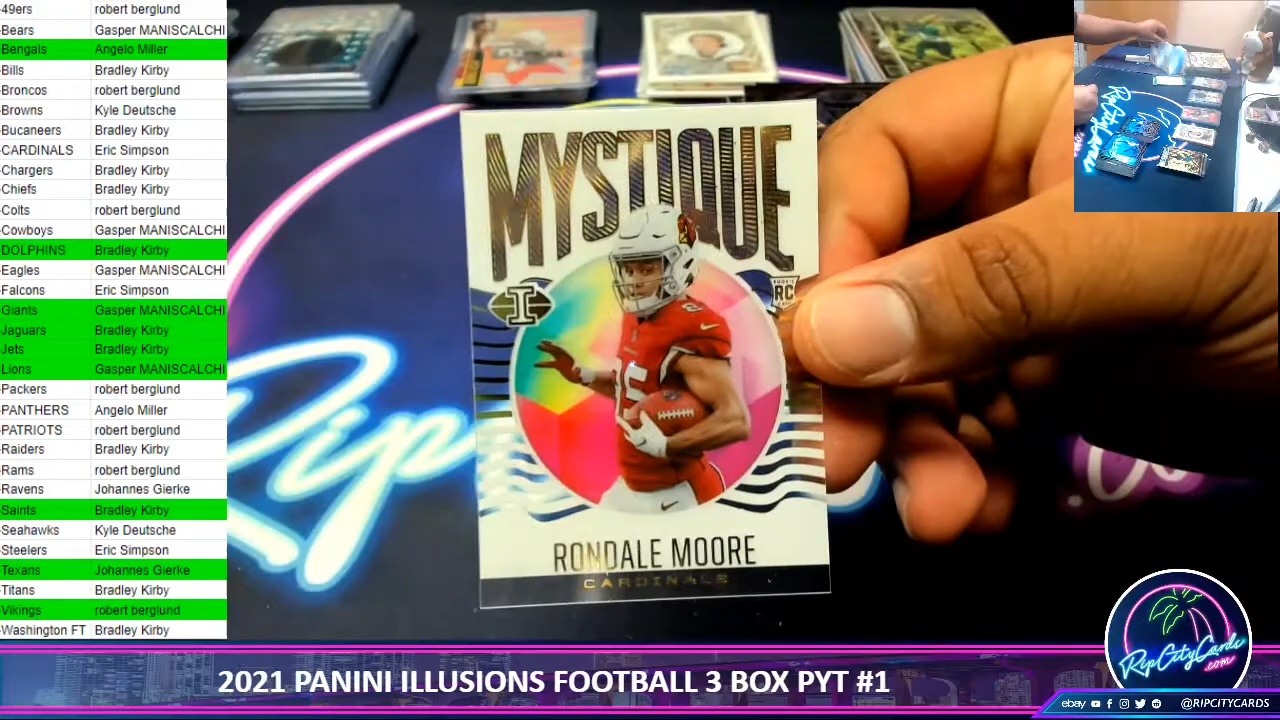 -49ers robert berglund
-Bears Gasper MANISCALCHI
-Bengals Angelo Miller
-Bills Bradley Kirby
-Broncos robert berglund
-Browns Kyle Deutsche
-Bucaneers Bradley Kirby
-CARDINALS Eric Simpson
-Chargers Bradley Kirby
-Chiefs Bradley Kirby
-Colts robert berglund
-Cowboys Gasper MANISCALCHI
-DOLPHINS Bradley Kirby
-Eagles Gasper MANISCALCHI
-Falcons Eric Simpson
-Giants Gasper MANISCALCHI
-Jaguars Bradley Kirby
-Jets Bradley Kirby
-Lions Gasper MANISCALCHI
-Packers robert berglund
-PANTHERS Angelo Miller
-PATRIOTS robert berglund
-Raiders Bradley Kirby
-Rams robert berglund
-Ravens Johannes Gierke
-Saints Bradley Kirby
-Seahawks Kyle Deutsche
-Steelers Eric Simpson
-Texans Johannes Gierke
-Titans Bradley Kirby
-Vikings robert berglund
-Washington FT Bradley Kirby
MYSTIQUE
I
RC
RONDALE MOORE
CARDINALS
Rip
RipCityCards
.com
2021 PANINI ILLUSIONS FOOTBALL 3 BOX PYT #1
ebay @RIPCITYCARDS